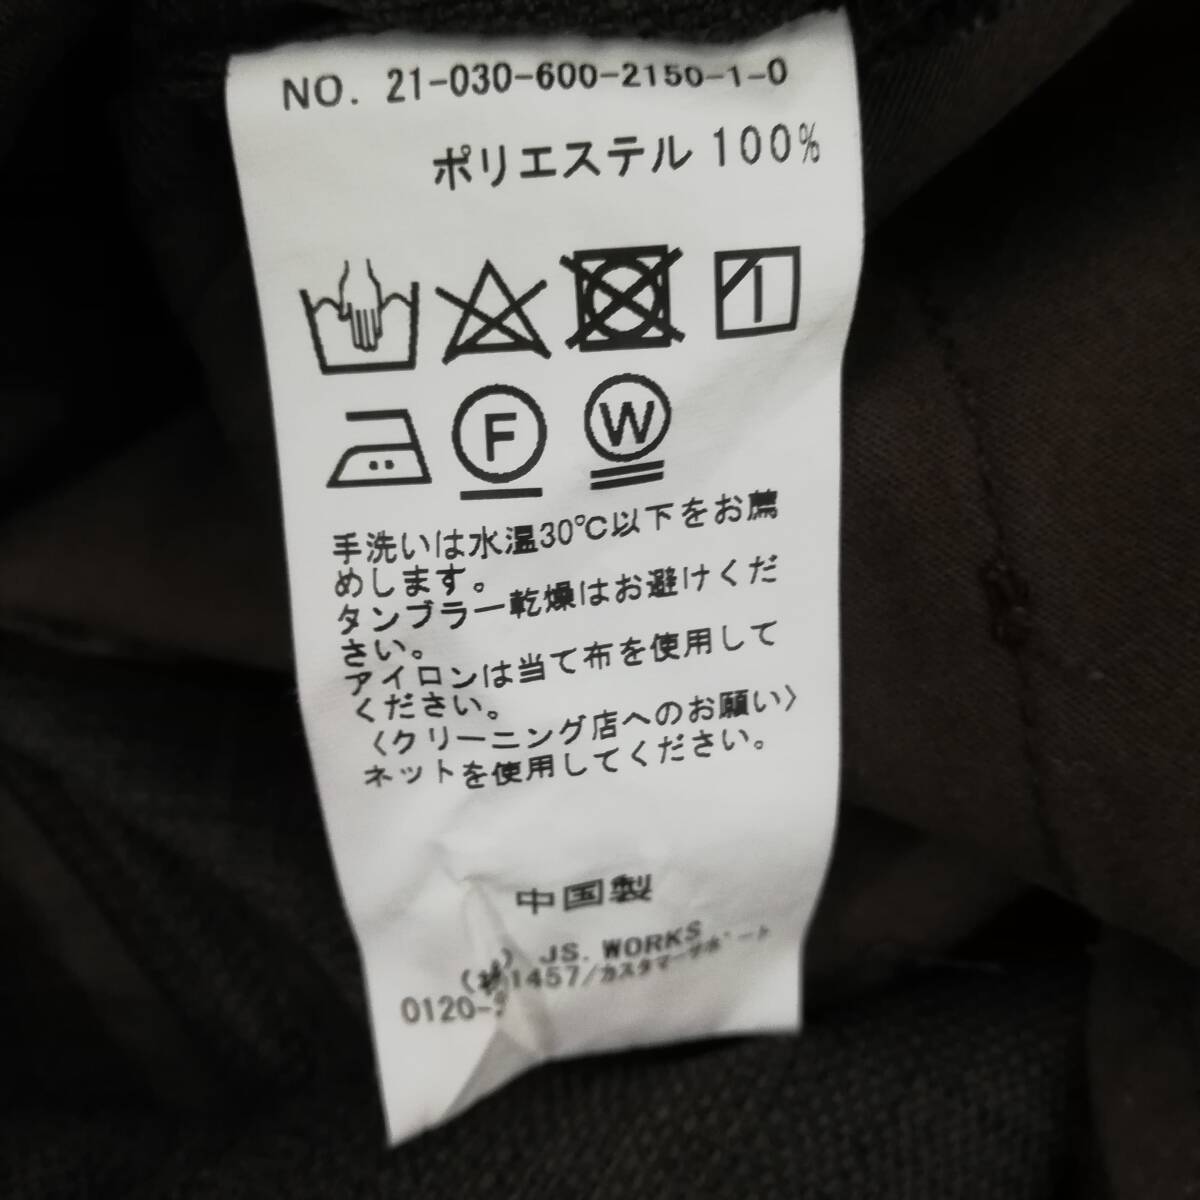 NO. 21-030-600-2150-1-0
ポリエステル 100%
F W
手洗いは水温30℃以下をお薦
めします。
タンブラー乾燥はお避けくだ
さい。
アイロンは当て布を使用して
ください。
〈クリーニング店へのお願い〉
ネットを使用してください。
中国製
(株) JS. WORKS
0120- 1457/カスタマーサポート